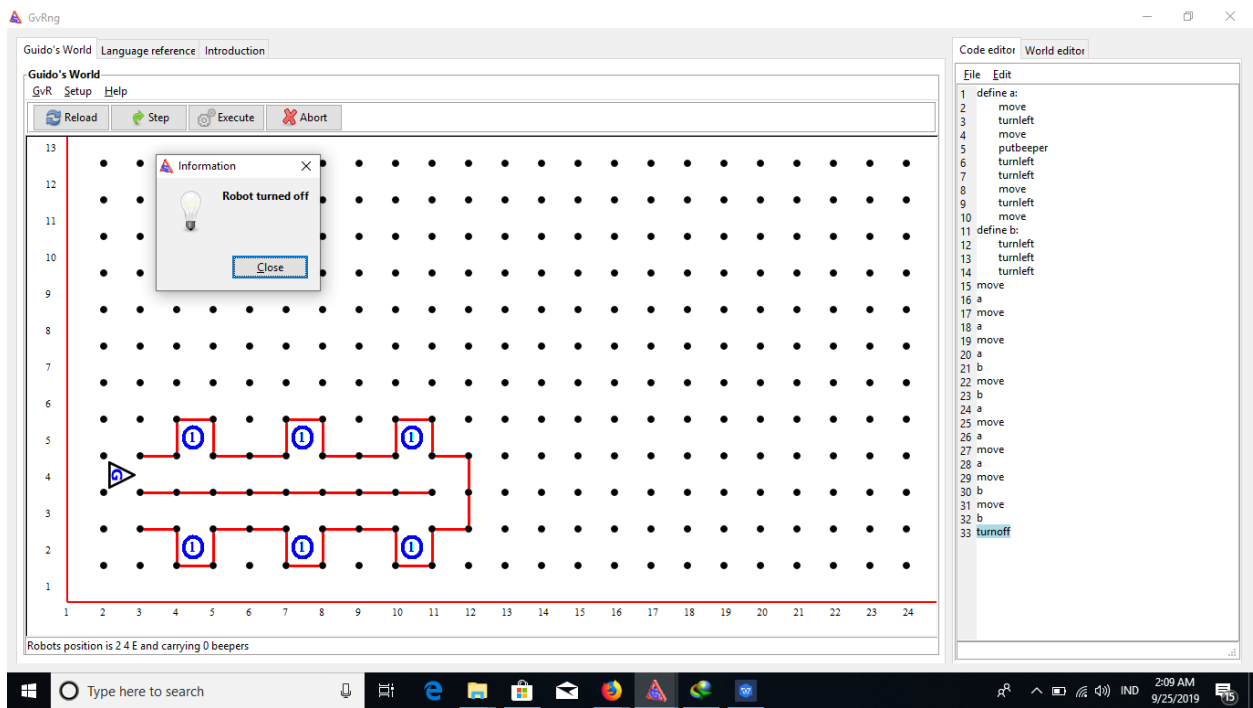 GvRng
Guido's World Language reference Introduction
Guido's World
GvR Setup Help
Reload Step Execute Abort
13
12
11
10
9
8
7
6
5
4
3
2
1
Information
Robot turned off
Close
1 1 1
G
1 1 1
1 2 3 4 5 6 7 8 9 10 11 12 13 14 15 16 17 18 19 20 21 22 23 24
Robots position is 2 4 E and carrying 0 beepers
Code editor World editor
File Edit
1 define a:
2 move
3 turnleft
4 move
5 putbeeper
6 turnleft
7 turnleft
8 move
9 turnleft
10 move
11 define b:
12 turnleft
13 turnleft
14 turnleft
15 move
16 a
17 move
18 a
19 move
20 a
21 b
22 move
23 b
24 a
25 move
26 a
27 move
28 a
29 move
30 b
31 move
32 b
33 turnoff
Type here to search
IND
2:09 AM
9/25/2019
15